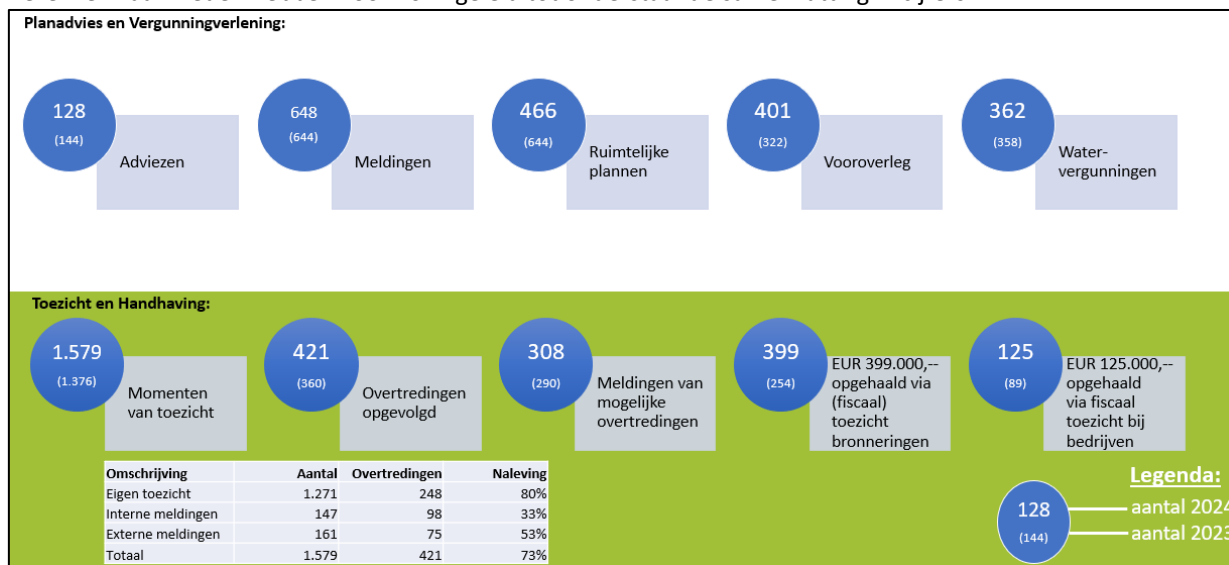 Planadvies en Vergunningverlening:
128
(144)
Adviezen
648
(644)
Meldingen
466
(644)
Ruimtelijke
plannen
401
(322)
Vooroverleg
362
(358)
Water-
vergunningen
Toezicht en Handhaving:
1.579
(1.376)
Momenten
van toezicht
421
(360)
Overtredingen
opgevolgd
308
(290)
Meldingen van
mogelijke
overtredingen
399
(254)
EUR 399.000,--
opgehaald via
(fiscaal)
toezicht
bronneringen
125
(89)
EUR 125.000,--
opgehaald
via fiscaal
toezicht bij
bedrijven
Omschrijving Aantal Overtredingen Naleving
Eigen toezicht 1.271 248 80%
Interne meldingen 147 98 33%
Externe meldingen 161 75 53%
Totaal 1.579 421 73%
Legenda:
128
(144)
aantal 2024
aantal 2023